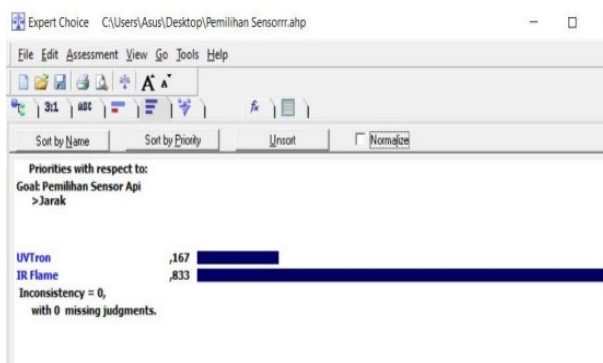 Expert Choice C:\Users\Asus\Desktop\Pemilihan Sensorrr.ahp
File Edit Assessment View Go Tools Help
A A
3:1 ABC fx
Sort by Name Sort by Priority Unsort Normalize
Priorities with respect to:
Goal: Pemilihan Sensor Api
>Jarak
UVTron ,167
IR Flame ,833
Inconsistency = 0,
with 0 missing judgments.